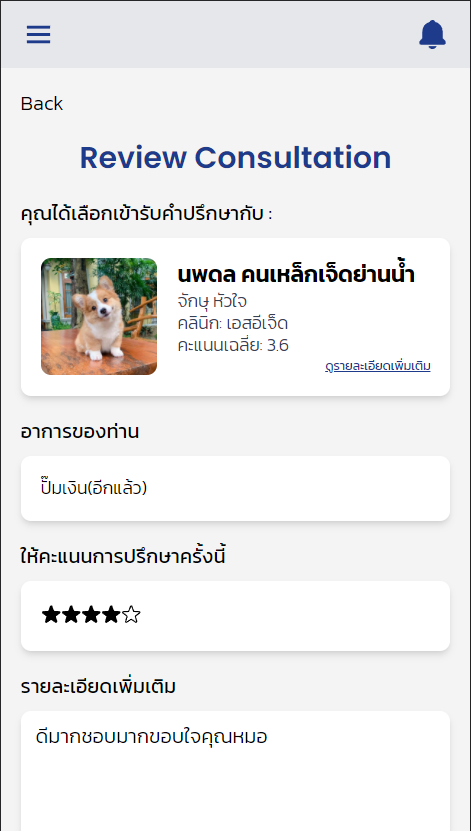 Back
Review Consultation
คุณได้เลือกเข้ารับคำปรึกษากับ :
นพดล คนเหล็กเจ็ดย่านน้ำ
จักษุ หัวใจ
คลินิก: เอสอีเจ็ด
คะแนนเฉลี่ย: 3.6
ดูรายละเอียดเพิ่มเติม
อาการของท่าน
ปั๊มเงิน(อีกแล้ว)
ให้คะแนนการปรึกษาครั้งนี้
รายละเอียดเพิ่มเติม
ดีมากชอบมากขอบใจคุณหมอ